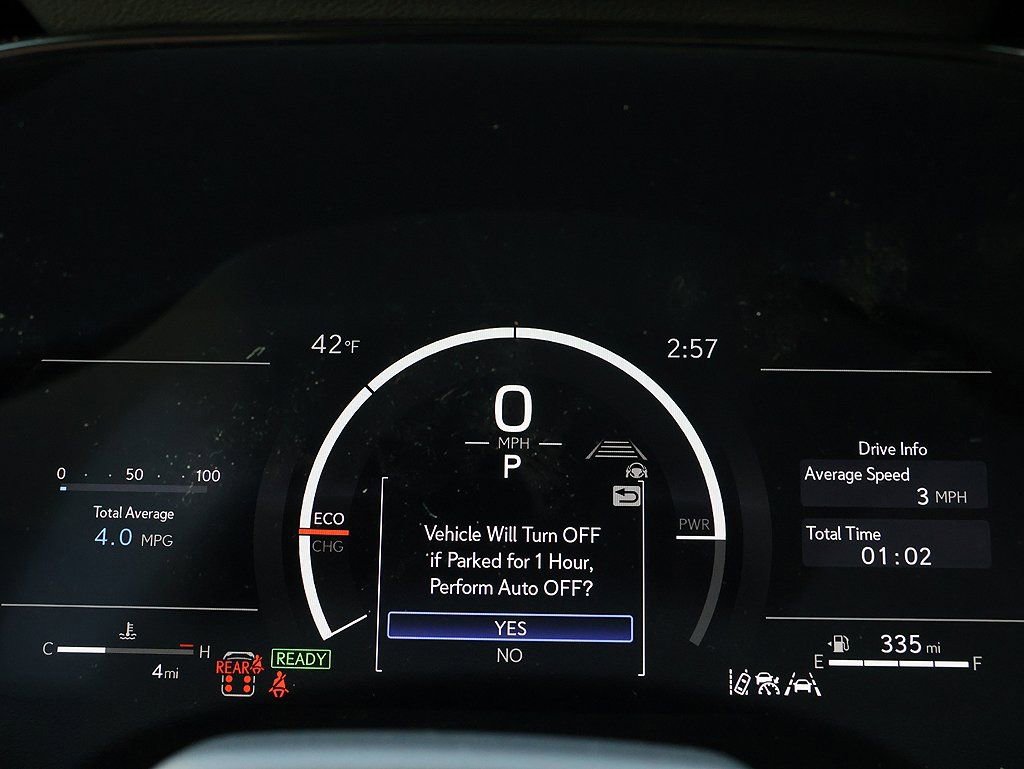 42°F
2:57
0
MPH
P
0 50 100
Total Average
4.0 MPG
ECO
CHG
PWR
Vehicle Will Turn OFF
if Parked for 1 Hour,
Perform Auto OFF?
YES
NO
Drive Info
Average Speed
3 MPH
Total Time
01:02
C H
4 mi
REAR
READY
335 mi
E F